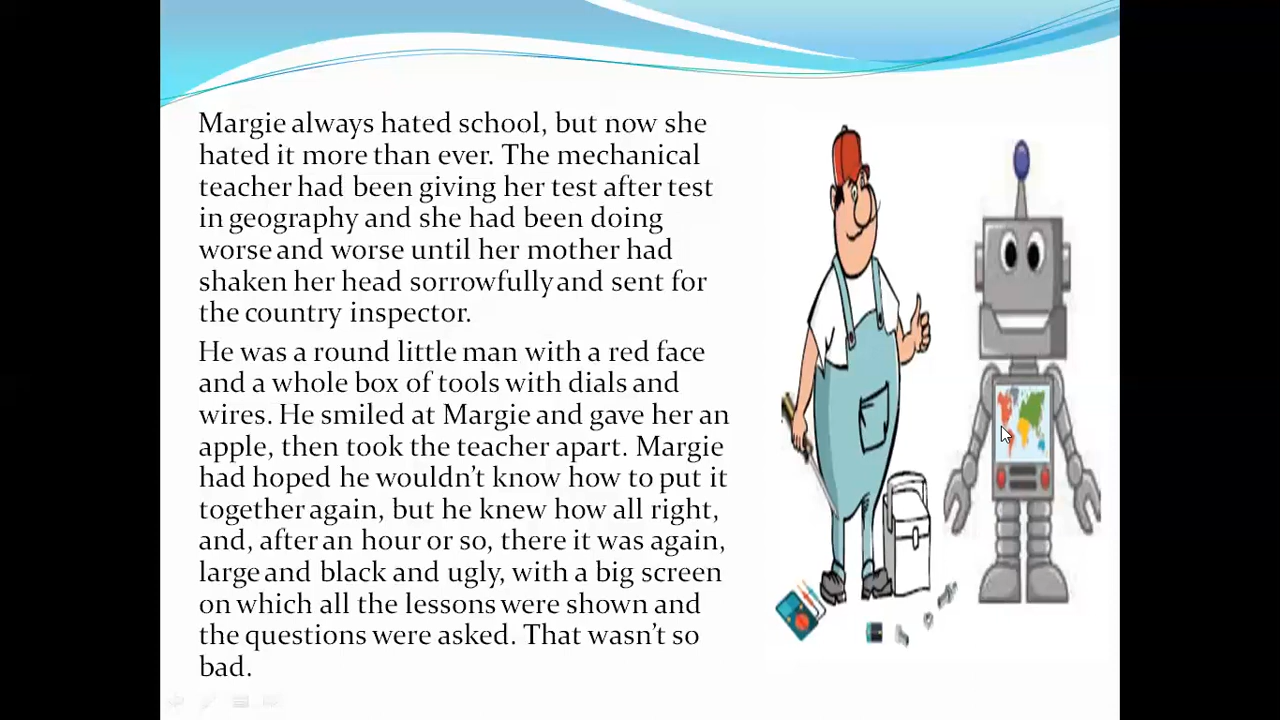 Margie always hated school, but now she
hated it more than ever. The mechanical
teacher had been giving her test after test
in geography and she had been doing
worse and worse until her mother had
shaken her head sorrowfully and sent for
the country inspector.
He was a round little man with a red face
and a whole box of tools with dials and
wires. He smiled at Margie and gave her an
apple, then took the teacher apart. Margie
had hoped he wouldn't know how to put it
together again, but he knew how all right,
and, after an hour or so, there it was again,
large and black and ugly, with a big screen
on which all the lessons were shown and
the questions were asked. That wasn't so
bad.